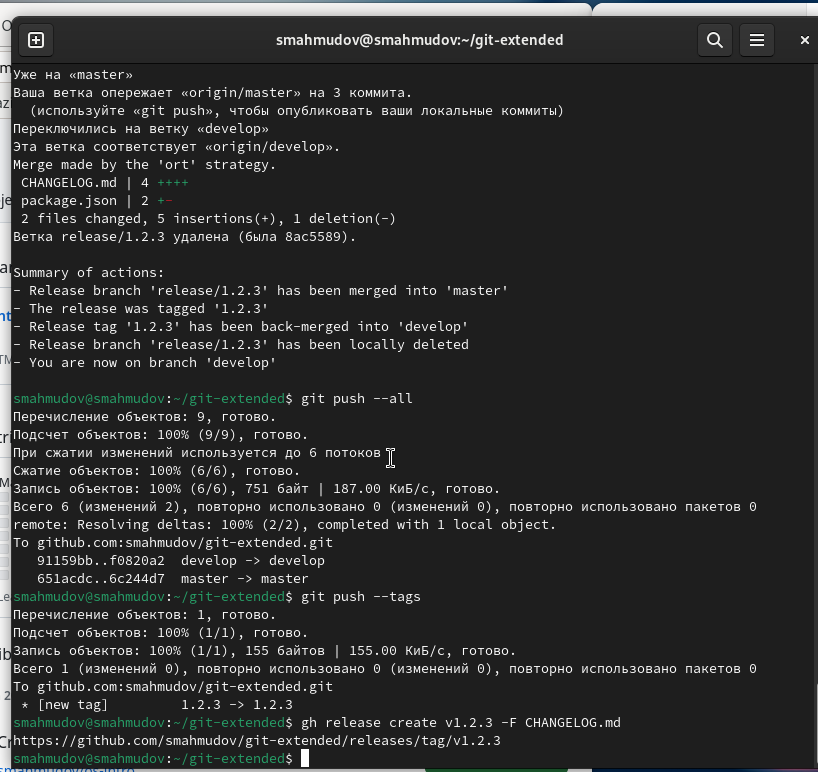 smahmudov@smahmudov:~/git-extended
Уже на «master»
Ваша ветка опережает «origin/master» на 3 коммита.
  (используйте «git push», чтобы опубликовать ваши локальные коммиты)
Переключились на ветку «develop»
Эта ветка соответствует «origin/develop».
Merge made by the 'ort' strategy.
 CHANGELOG.md | 4 ++++
 package.json | 2 +-
 2 files changed, 5 insertions(+), 1 deletion(-)
Ветка release/1.2.3 удалена (была 8ac5589).
Summary of actions:
- Release branch 'release/1.2.3' has been merged into 'master'
- The release was tagged '1.2.3'
- Release tag '1.2.3' has been back-merged into 'develop'
- Release branch 'release/1.2.3' has been locally deleted
- You are now on branch 'develop'
smahmudov@smahmudov:~/git-extended$ git push --all
Перечисление объектов: 9, готово.
Подсчет объектов: 100% (9/9), готово.
При сжатии изменений используется до 6 потоков
Сжатие объектов: 100% (6/6), готово.
Запись объектов: 100% (6/6), 751 байт | 187.00 КиБ/с, готово.
Всего 6 (изменений 2), повторно использовано 0 (изменений 0), повторно использовано пакетов 0
remote: Resolving deltas: 100% (2/2), completed with 1 local object.
To github.com:smahmudov/git-extended.git
   91159bb..f0820a2  develop -> develop
   651acdc..6c244d7  master -> master
smahmudov@smahmudov:~/git-extended$ git push --tags
Перечисление объектов: 1, готово.
Подсчет объектов: 100% (1/1), готово.
Запись объектов: 100% (1/1), 155 байтов | 155.00 КиБ/с, готово.
Всего 1 (изменений 0), повторно использовано 0 (изменений 0), повторно использовано пакетов 0
To github.com:smahmudov/git-extended.git
 * [new tag]         1.2.3 -> 1.2.3
smahmudov@smahmudov:~/git-extended$ gh release create v1.2.3 -F CHANGELOG.md
https://github.com/smahmudov/git-extended/releases/tag/v1.2.3
smahmudov@smahmudov:~/git-extended$